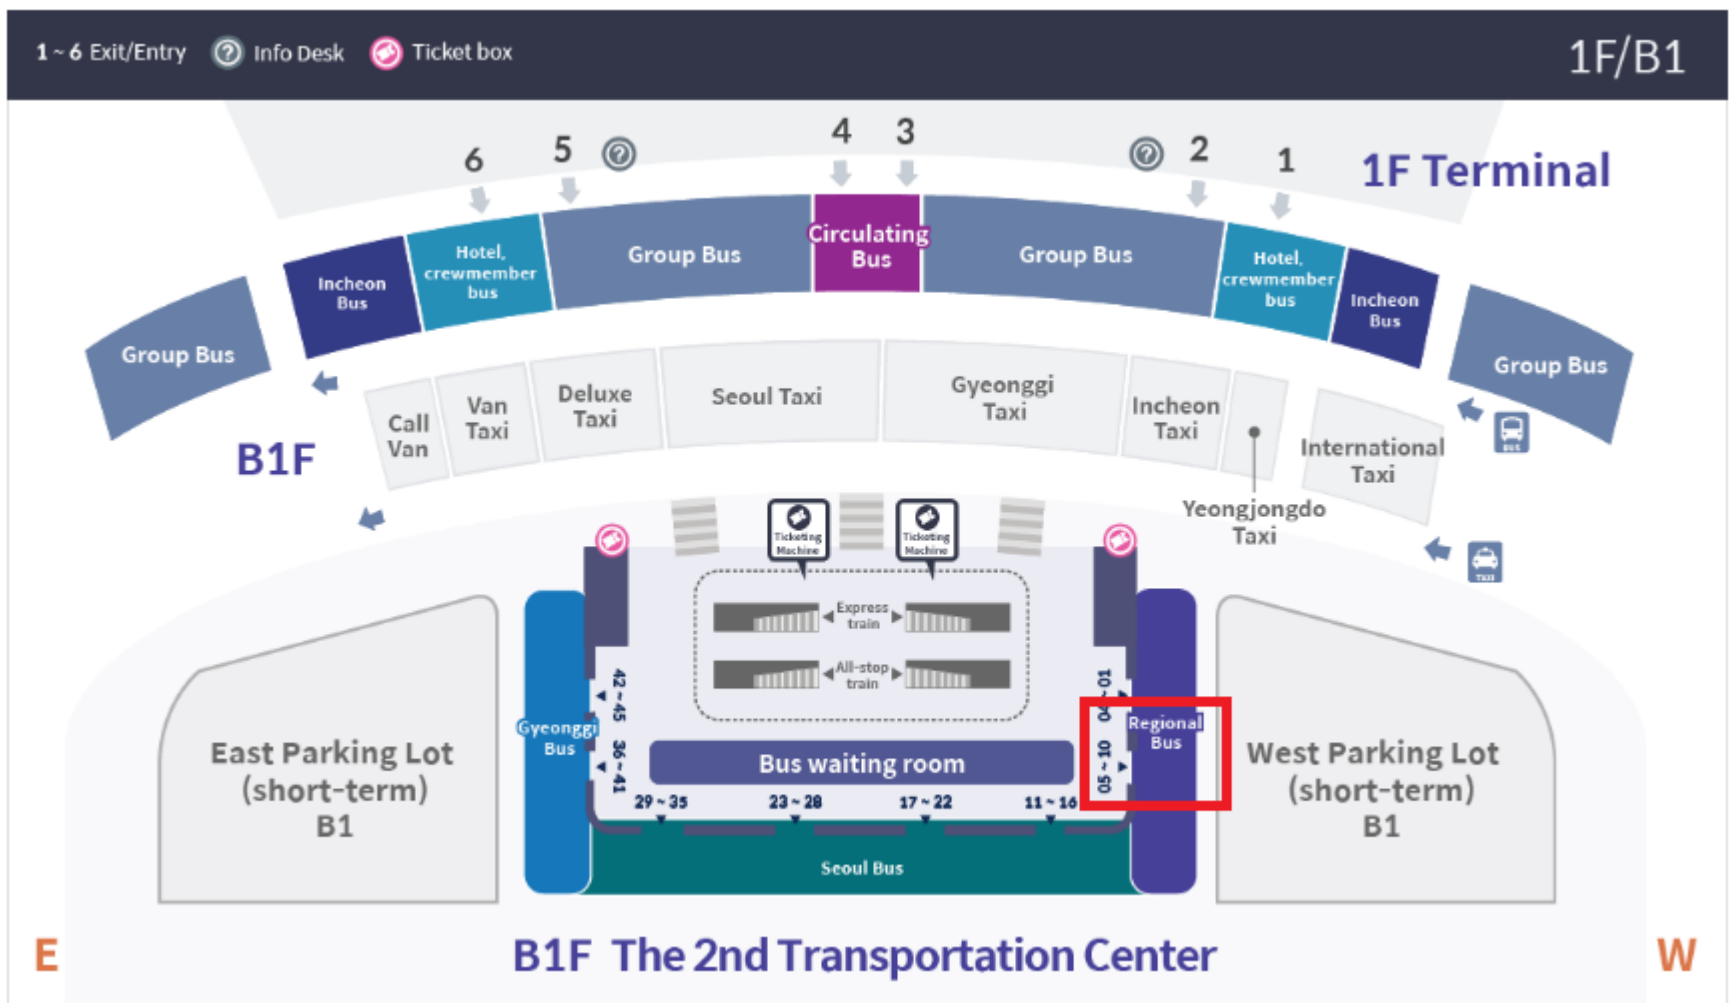 1 ~ 6 Exit/Entry
Info Desk
Ticket box
1F/B1
6
5
4
3
2
1
1F Terminal
Group Bus
Incheon
Bus
Hotel,
crewmember
bus
Group Bus
Circulating
Bus
Group Bus
Hotel,
crewmember
bus
Incheon
Bus
Group Bus
BUS
B1F
Call
Van
Van
Taxi
Deluxe
Taxi
Seoul Taxi
Gyeonggi
Taxi
Incheon
Taxi
Yeongjongdo
Taxi
International
Taxi
TAXI
Ticketing
Machine
Ticketing
Machine
Express
train
All-stop
train
42 ~ 45
36 ~ 41
04 ~ 01
05 ~ 10
Gyeonggi
Bus
Regional
Bus
Bus waiting room
29 ~ 35
23 ~ 28
17 ~ 22
11 ~ 16
Seoul Bus
East Parking Lot
(short-term)
B1
West Parking Lot
(short-term)
B1
E
B1F The 2nd Transportation Center
W